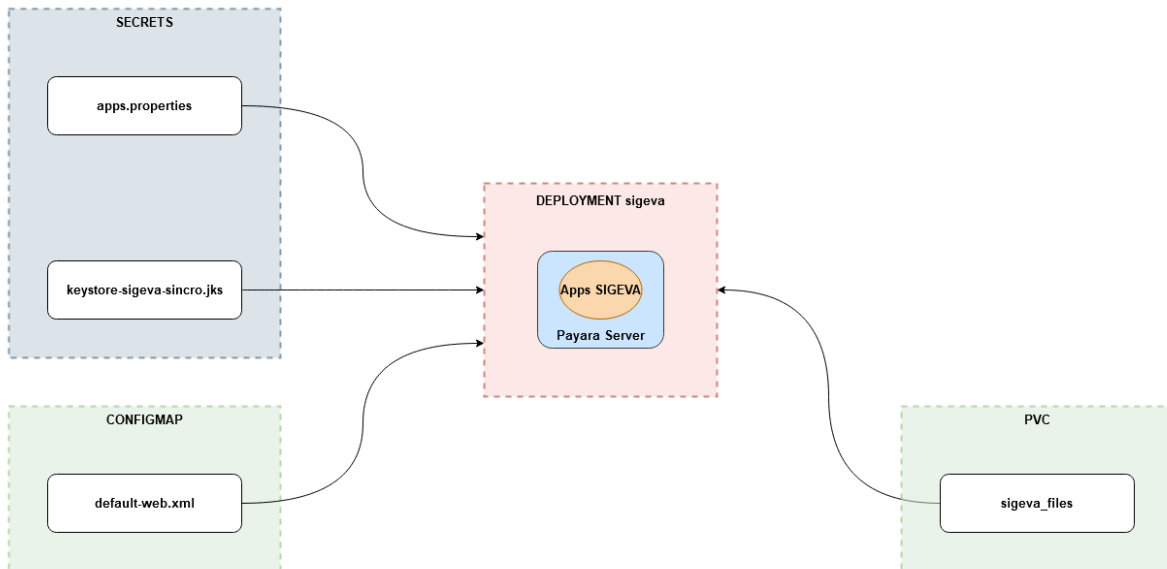 SECRETS
apps.properties
keystore-sigeva-sincro.jks
CONFIGMAP
default-web.xml
DEPLOYMENT sigeva
Apps SIGEVA
Payara Server
PVC
sigeva_files